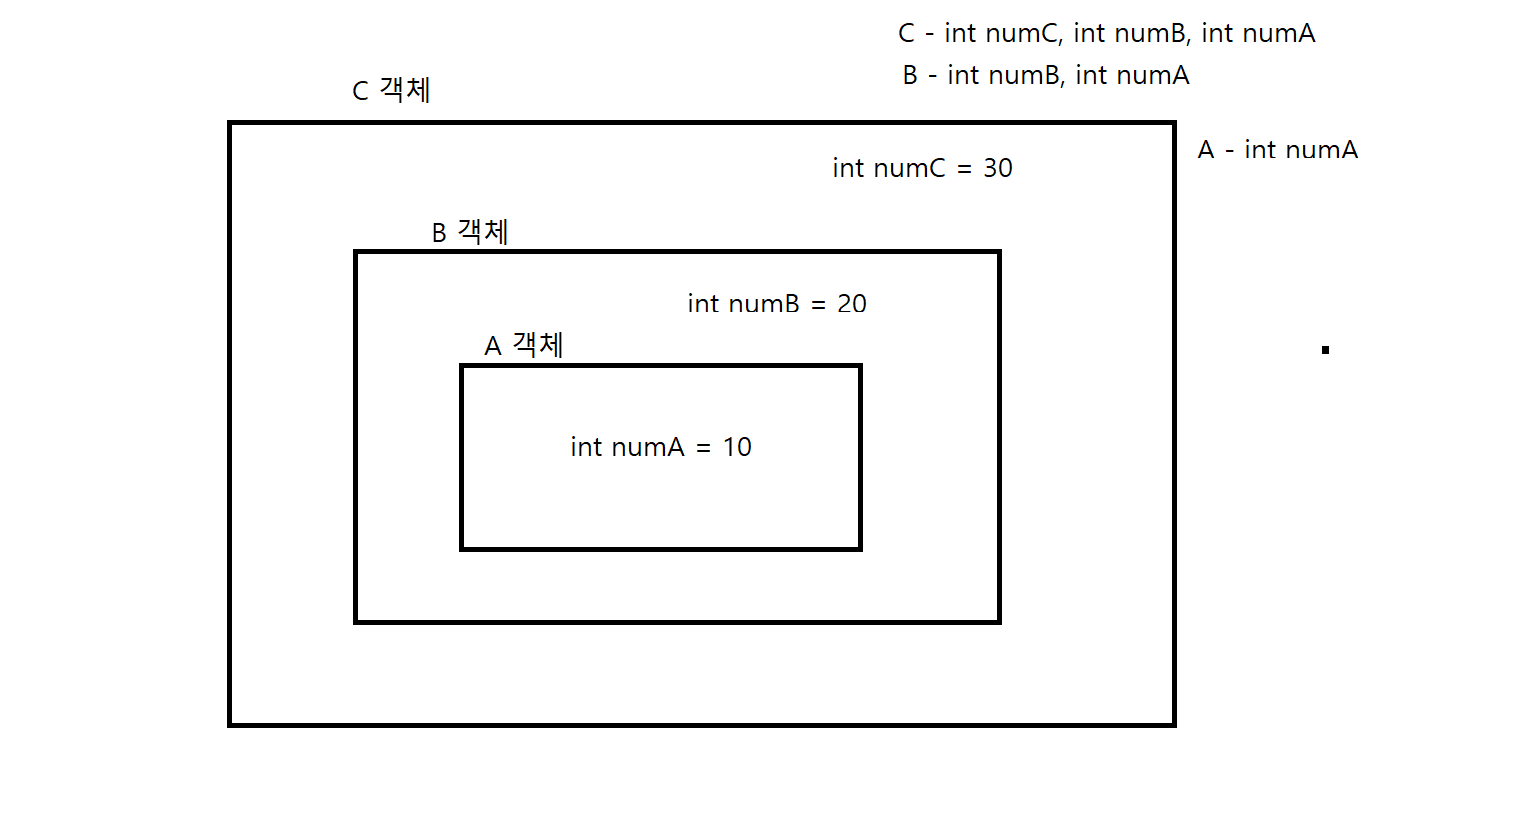 C - int numC, int numB, int numA
B - int numB, int numA
C 객체
A - int numA
int numC = 30
B 객체
int numB = 20
A 객체
int numA = 10